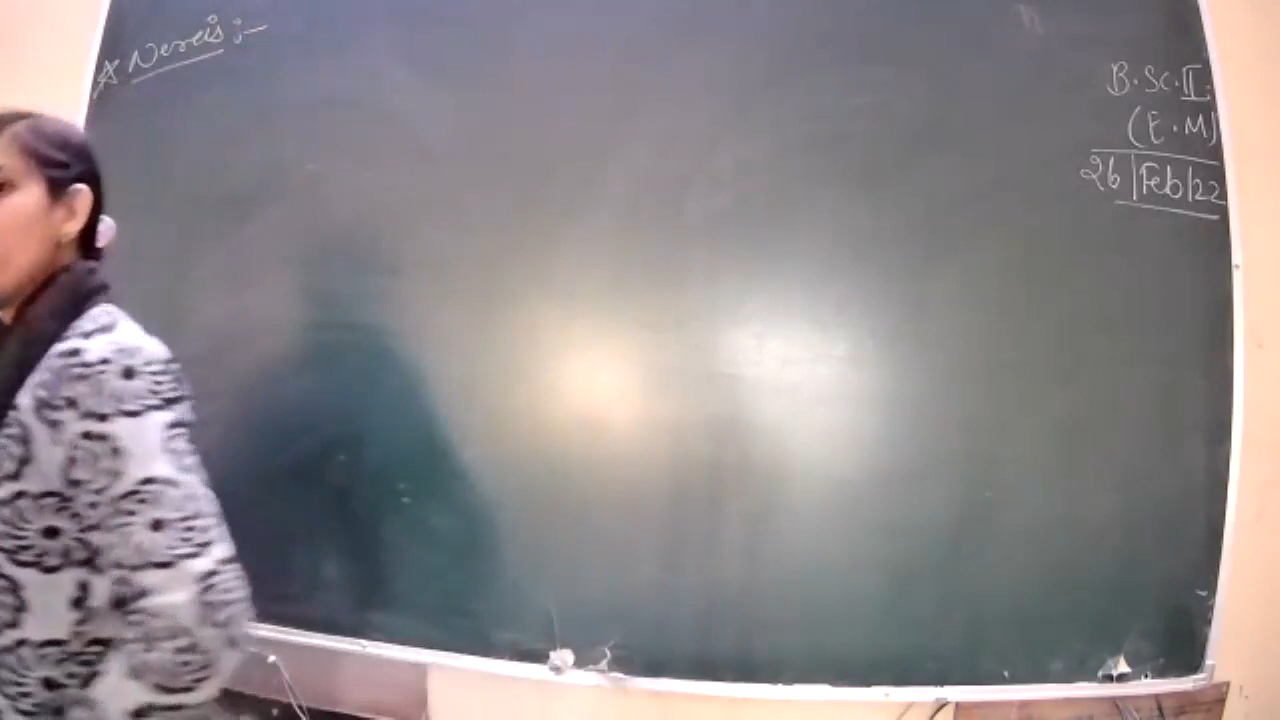 ☆ Nereis :-
B.Sc.II.
(E.M)
26|Feb|22